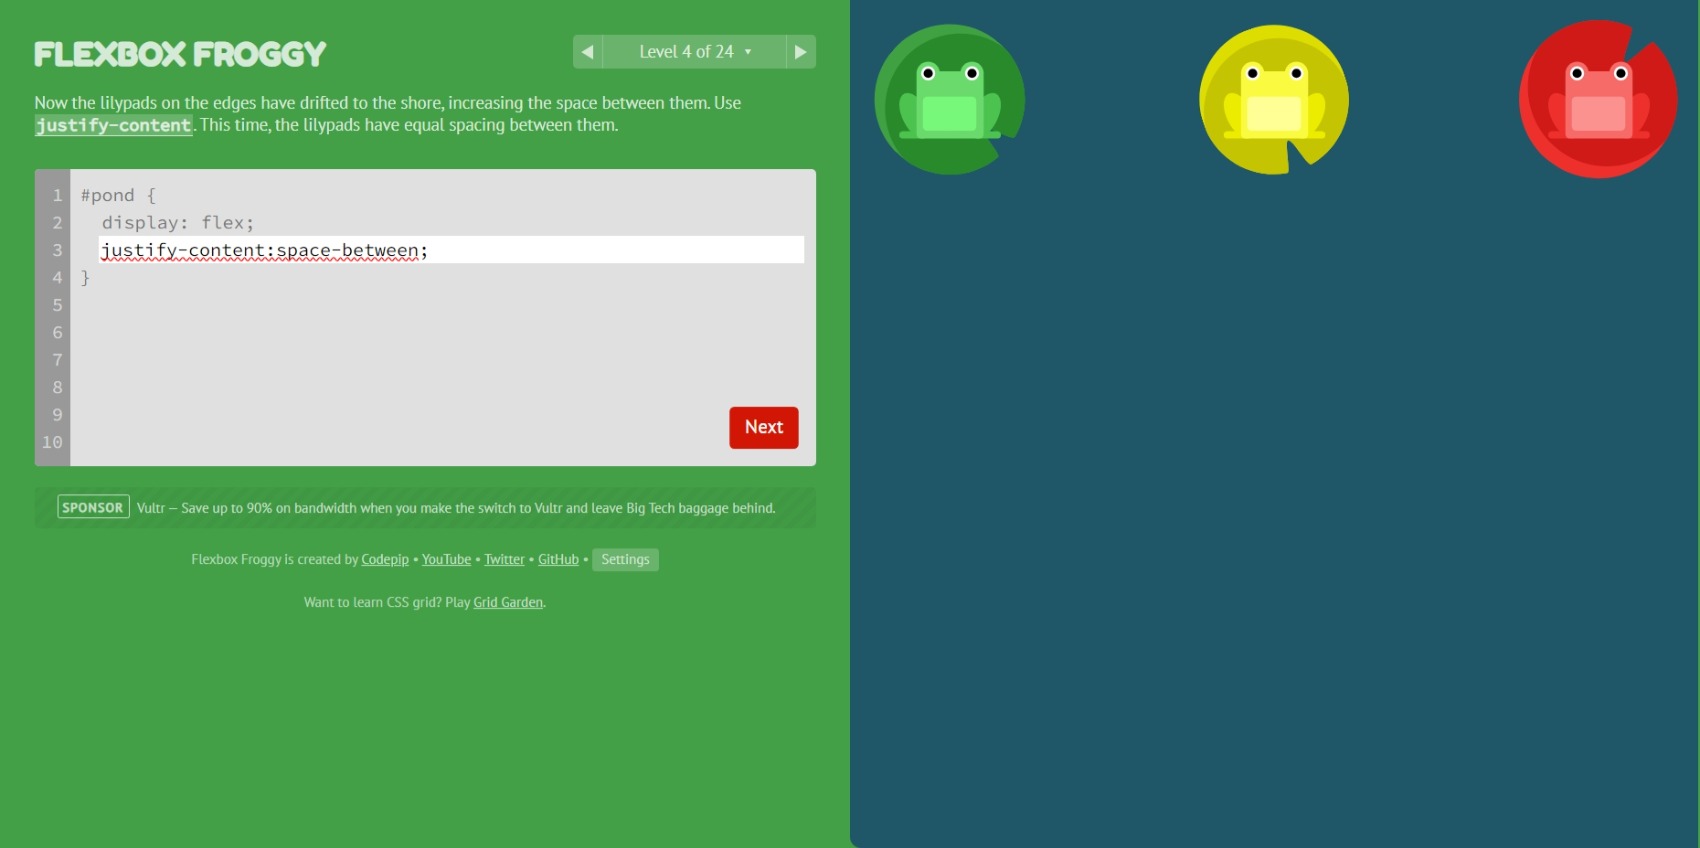 FLEXBOX FROGGY
◀ Level 4 of 24 ▾ ▶
Now the lilypads on the edges have drifted to the shore, increasing the space between them. Use
justify-content. This time, the lilypads have equal spacing between them.
1 #pond {
2 display: flex;
3 justify-content:space-between;
4 }
5
6
7
8
9
10
Next
SPONSOR Vultr — Save up to 90% on bandwidth when you make the switch to Vultr and leave Big Tech baggage behind.
Flexbox Froggy is created by Codepip • YouTube • Twitter • GitHub • Settings
Want to learn CSS grid? Play Grid Garden.